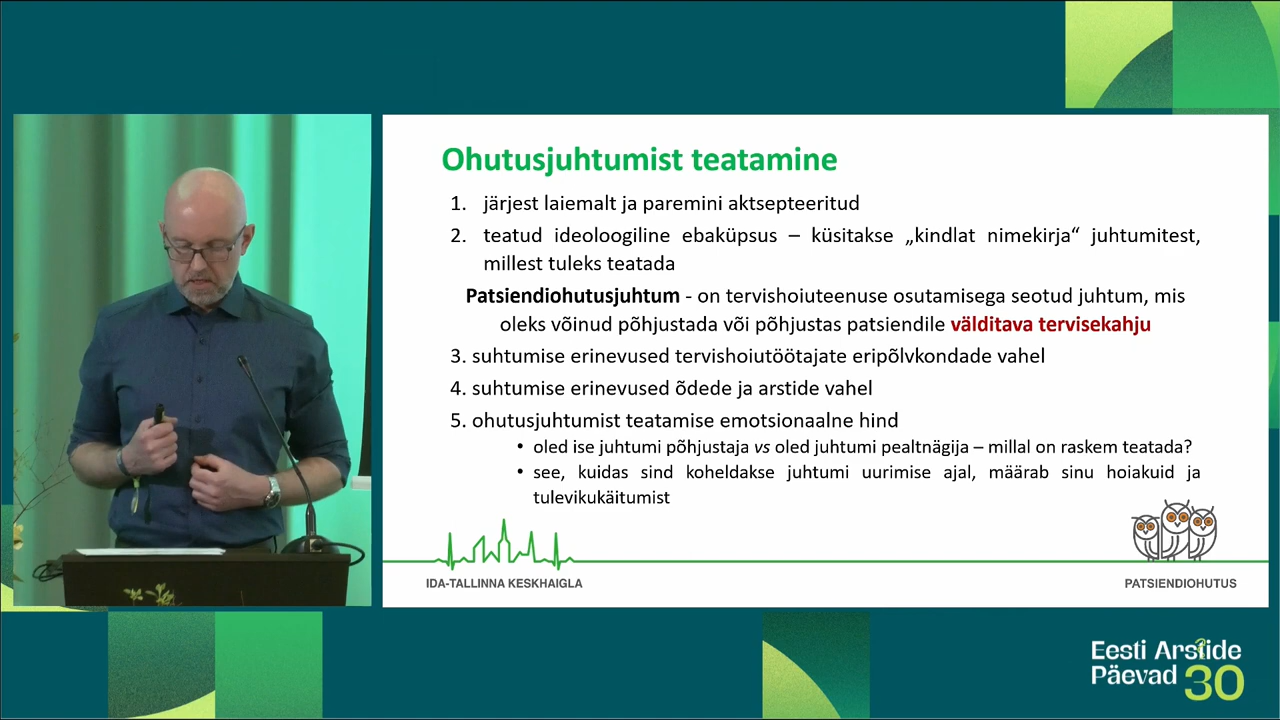 Ohutusjuhtumist teatamine
1. järjest laiemalt ja paremini aktsepteeritud
2. teatud ideoloogiline ebaküpsus – küsitakse „kindlat nimekirja“ juhtumitest,
millest tuleks teatada
Patsiendiohutusjuhtum - on tervishoiuteenuse osutamisega seotud juhtum, mis
oleks võinud põhjustada või põhjustas patsiendile välditava tervisekahju
3. suhtumise erinevused tervishoiutöötajate eripõlvkondade vahel
4. suhtumise erinevused õdede ja arstide vahel
5. ohutusjuhtumist teatamise emotsionaalne hind
• oled ise juhtumi põhjustaja vs oled juhtumi pealtnägija – millal on raskem teatada?
• see, kuidas sind koheldakse juhtumi uurimise ajal, määrab sinu hoiakuid ja
tulevikukäitumist
IDA-TALLINNA KESKHAIGLA
PATSIENDIOHUTUS
Eesti Arstide
Päevad 30